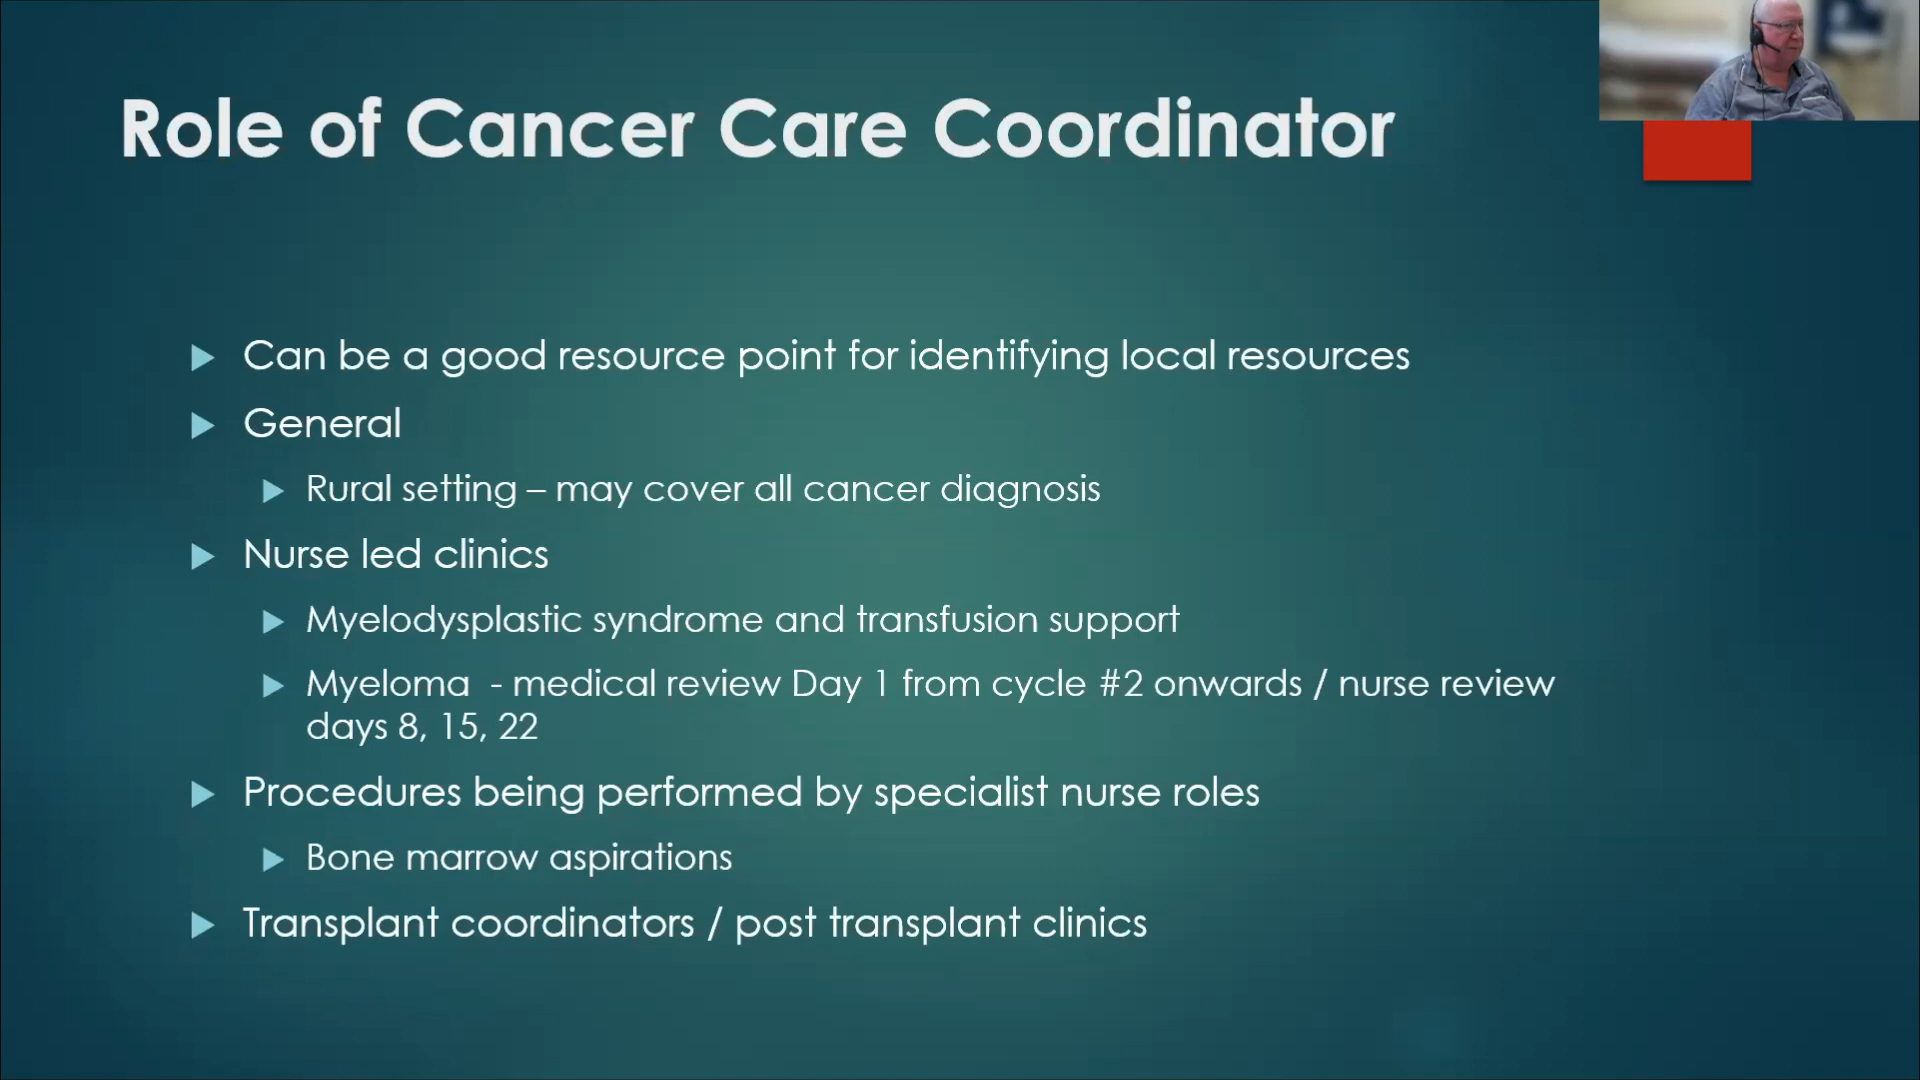 Role of Cancer Care Coordinator
Can be a good resource point for identifying local resources
General
Rural setting – may cover all cancer diagnosis
Nurse led clinics
Myelodysplastic syndrome and transfusion support
Myeloma  - medical review Day 1 from cycle #2 onwards / nurse review
days 8, 15, 22
Procedures being performed by specialist nurse roles
Bone marrow aspirations
Transplant coordinators / post transplant clinics